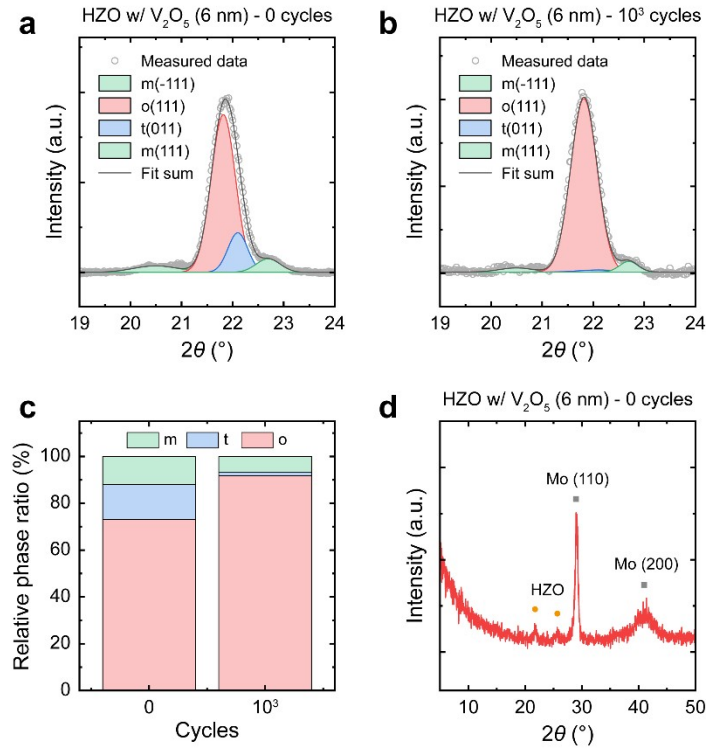 a
HZO w/ V₂O₅ (6 nm) - 0 cycles
Measured data
m(-111)
o(111)
t(011)
m(111)
Fit sum
Intensity (a.u.)
19 20 21 22 23 24
2θ (°)
b
HZO w/ V₂O₅ (6 nm) - 10³ cycles
Measured data
m(-111)
o(111)
t(011)
m(111)
Fit sum
Intensity (a.u.)
19 20 21 22 23 24
2θ (°)
c
m t o
Relative phase ratio (%)
100
80
60
40
20
0
0 10³
Cycles
d
HZO w/ V₂O₅ (6 nm) - 0 cycles
Mo (110)
Mo (200)
HZO
Intensity (a.u.)
10 20 30 40 50
2θ (°)